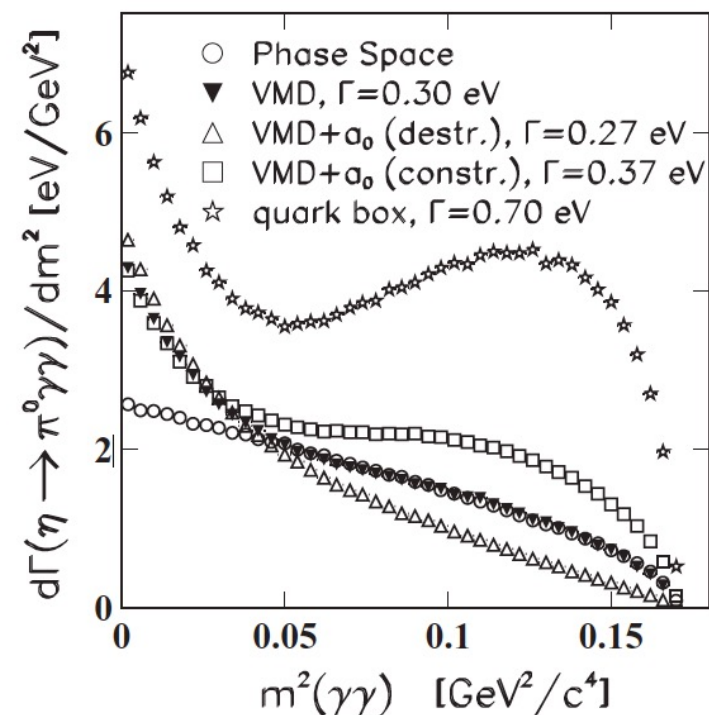 dΓ(η → π⁰γγ)/dm² [eV/GeV²]
6
4
2
0
○ Phase Space
▼ VMD, Γ=0.30 eV
△ VMD+a₀ (destr.), Γ=0.27 eV
□ VMD+a₀ (constr.), Γ=0.37 eV
☆ quark box, Γ=0.70 eV
0 0.05 0.1 0.15
m²(γγ) [GeV²/c⁴]